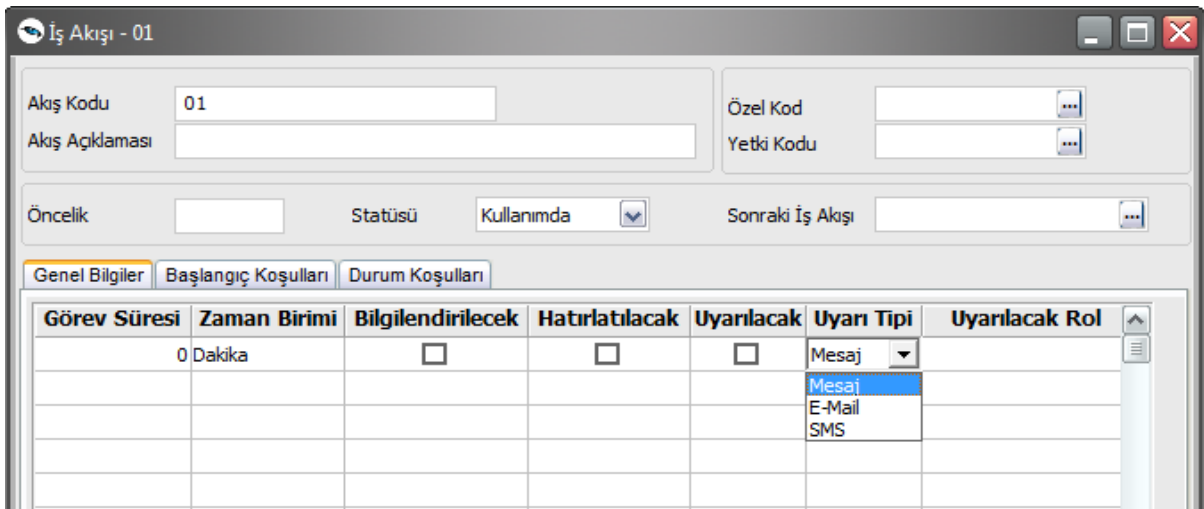 İş Akışı - 01
Akış Kodu 01
Akış Açıklaması
Özel Kod ...
Yetki Kodu ...
Öncelik Statüsü Kullanımda Sonraki İş Akışı ...
Genel Bilgiler Başlangıç Koşulları Durum Koşulları
Görev Süresi Zaman Birimi Bilgilendirilecek Hatırlatılacak Uyarılacak Uyarı Tipi Uyarılacak Rol
0 Dakika Mesaj
Mesaj
E-Mail
SMS